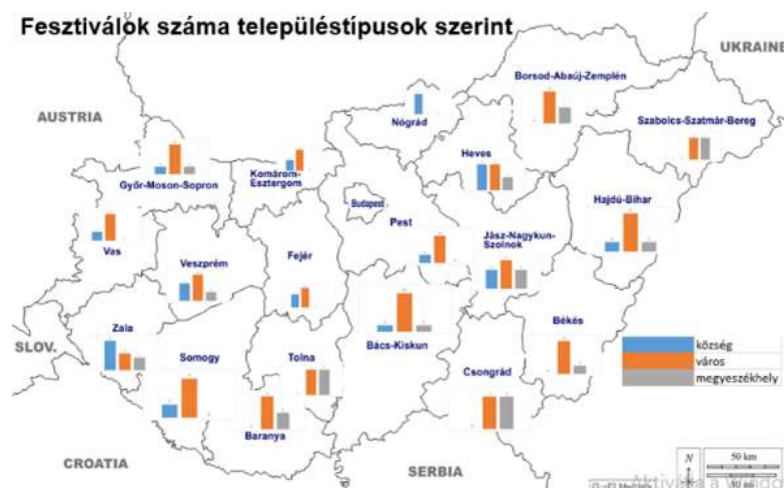 Fesztiválok száma településtípusok szerint
UKRAINE
Borsod-Abaúj-Zemplén
AUSTRIA
Nógrád
Szabolcs-Szatmár-Bereg
Heves
Győr-Moson-Sopron
Komárom-
Esztergom
Hajdú-Bihar
Budapest
Pest
Jász-Nagykun-
Szolnok
Vas
Veszprém
Fejér
Zala
SLOV.
Somogy
Tolna
Bács-Kiskun
Békés
Csongrád
község
város
megyeszékhely
Baranya
CROATIA
SERBIA
N
50 km
50 mi